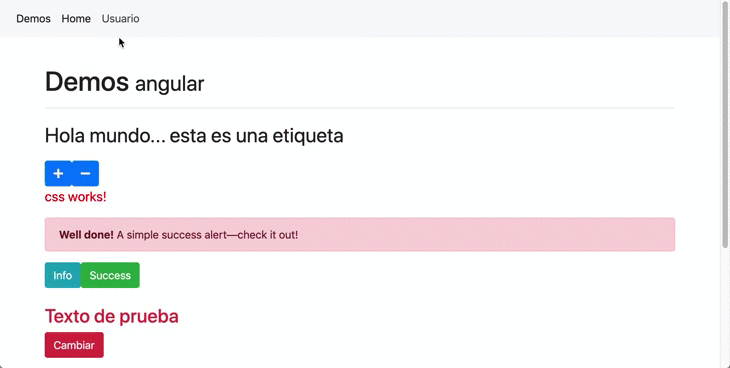 Demos Home Usuario
Demos angular
Hola mundo... esta es una etiqueta
+ −
css works!
Well done! A simple success alert—check it out!
Info Success
Texto de prueba
Cambiar